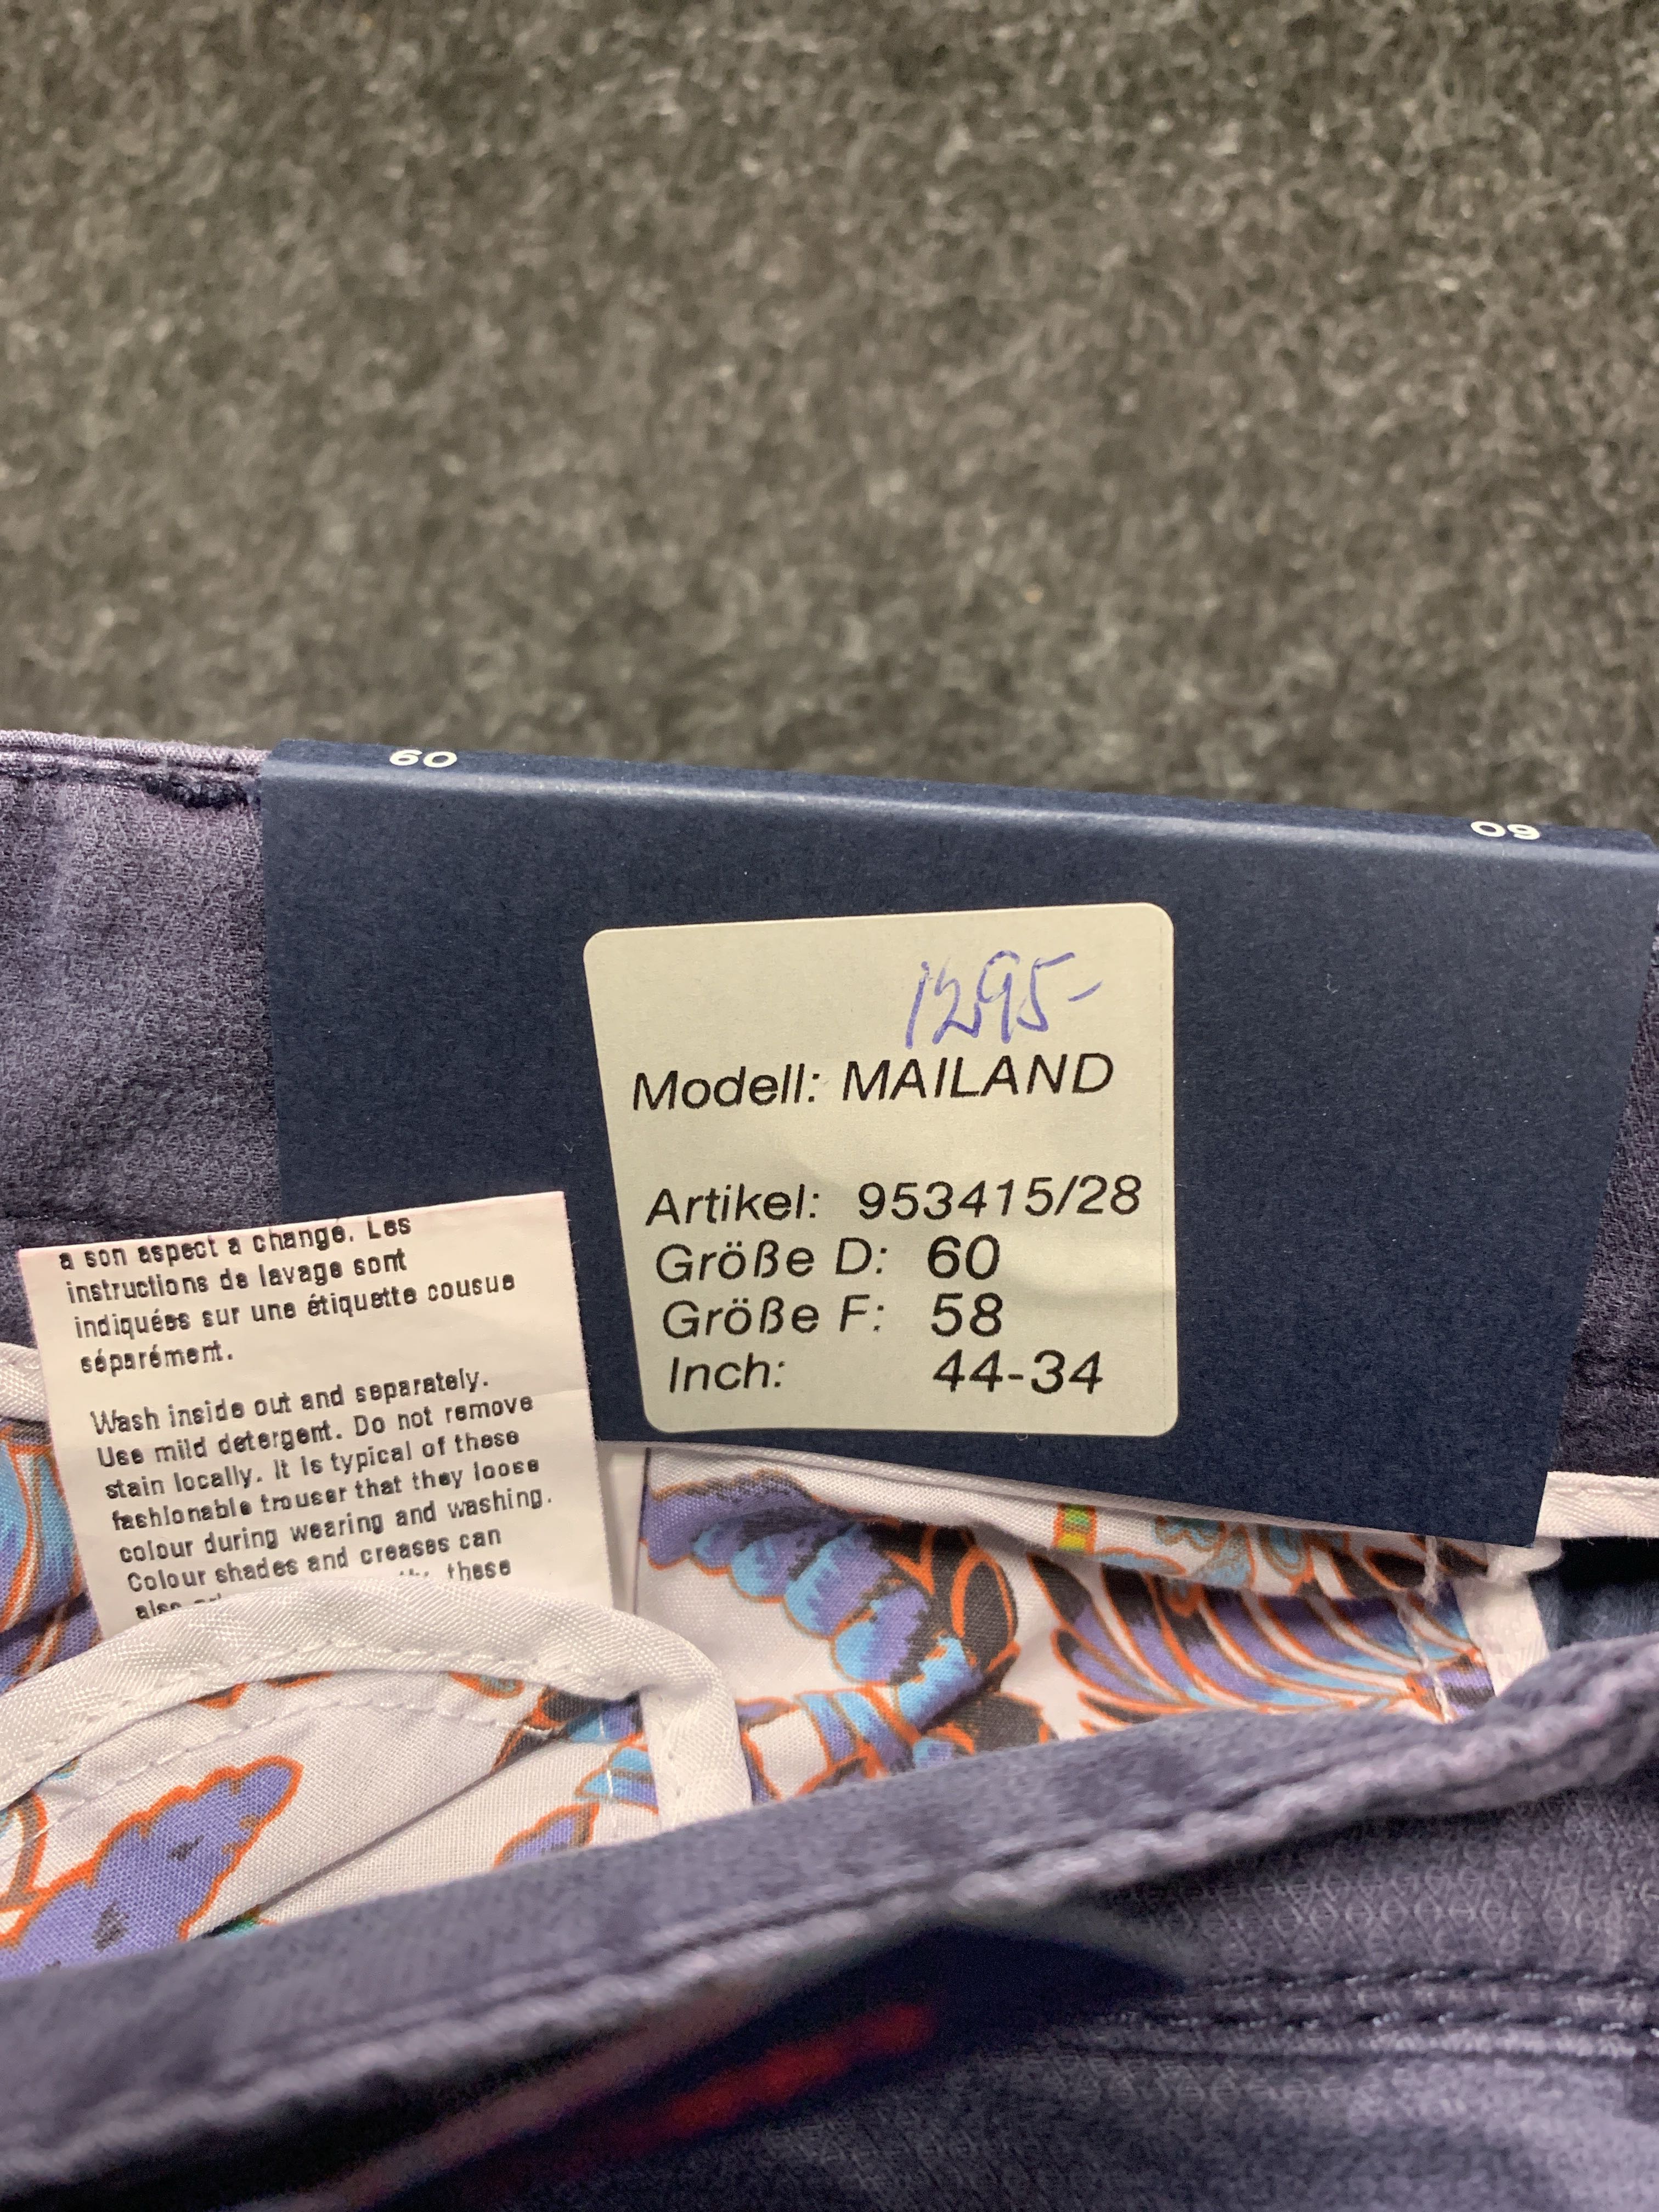 60
60
1295-
Modell: MAILAND
Artikel: 953415/28
Größe D: 60
Größe F: 58
Inch: 44-34
a son aspect a changé. Les
instructions de lavage sont
indiquées sur une étiquette cousue
séparément.
Wash inside out and separately.
Use mild detergent. Do not remove
stain locally. It is typical of these
fashionable trouser that they loose
colour during wearing and washing.
Colour shades and creases can
these